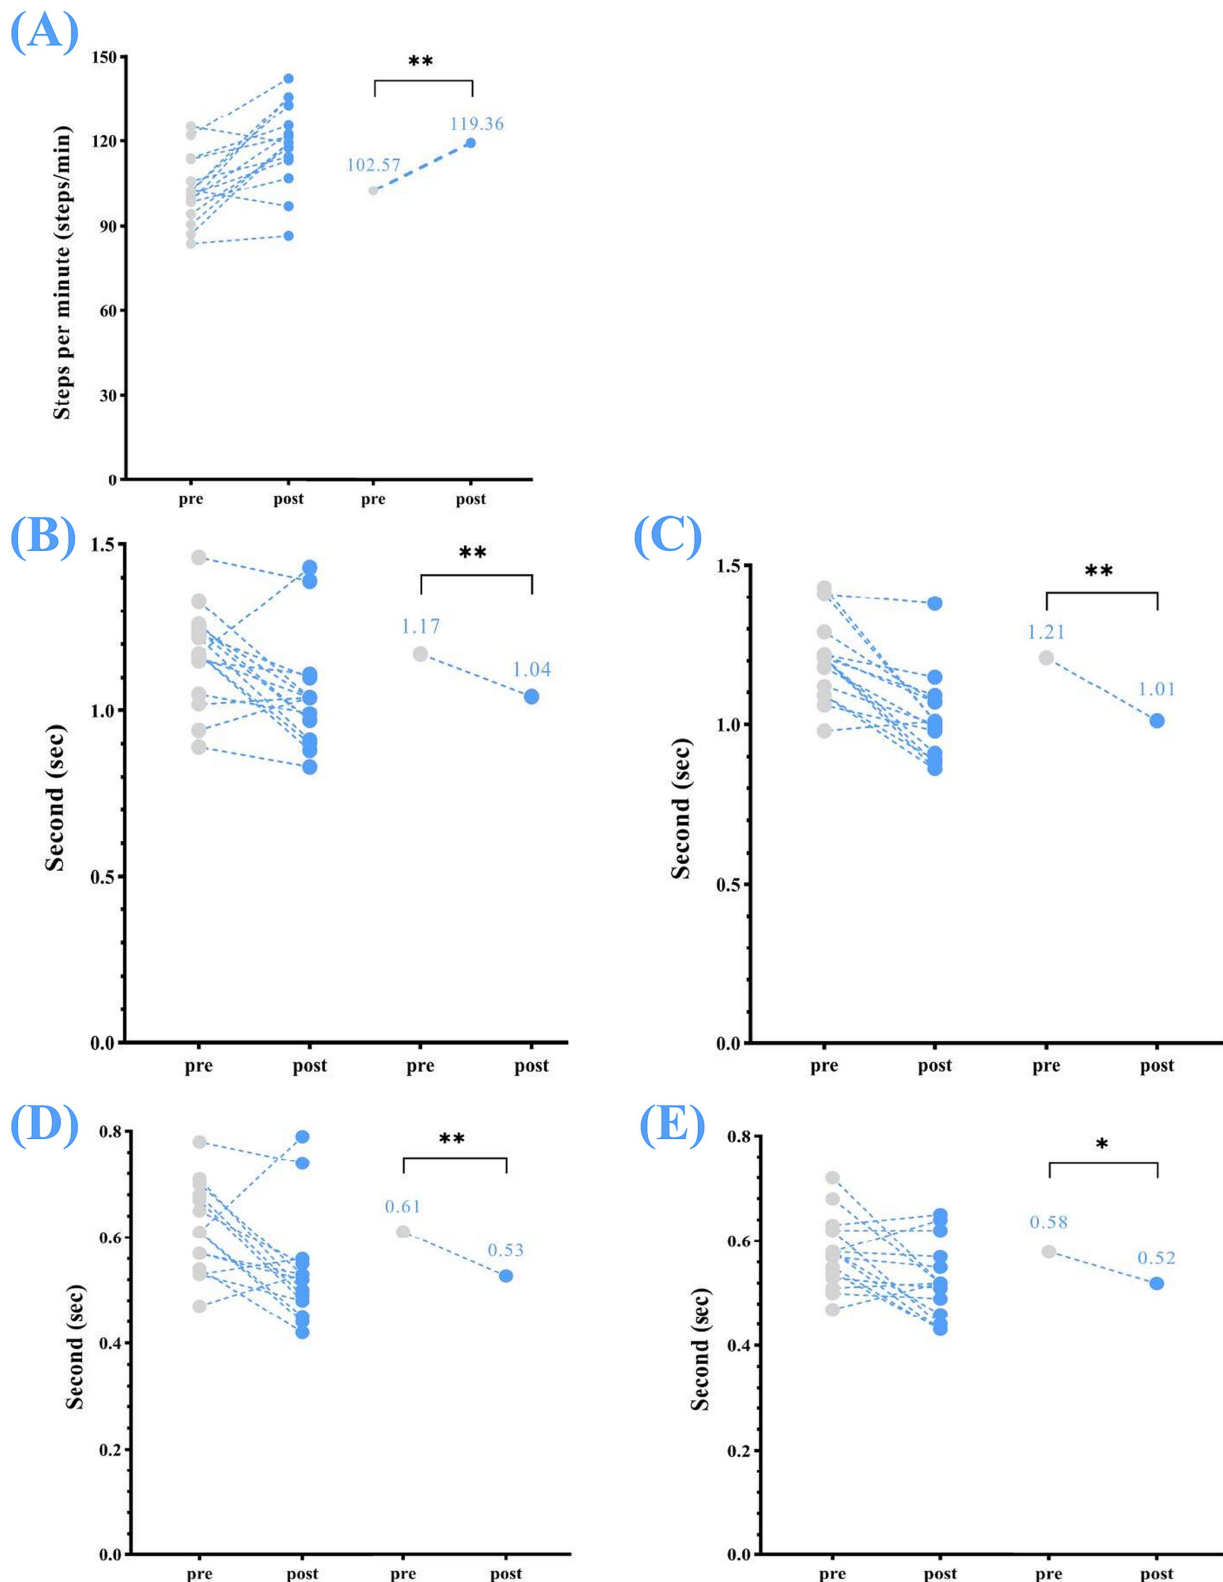 (A)
Steps per minute (steps/min)
150
120
90
60
30
0
**
102.57
119.36
pre
post
pre
post
(B)
Second (sec)
1.5
1.0
0.5
0.0
**
1.17
1.04
pre
post
pre
post
(C)
Second (sec)
1.5
1.0
0.5
0.0
**
1.21
1.01
pre
post
pre
post
(D)
Second (sec)
0.8
0.6
0.4
0.2
0.0
**
0.61
0.53
pre
post
pre
post
(E)
Second (sec)
0.8
0.6
0.4
0.2
0.0
*
0.58
0.52
pre
post
pre
post